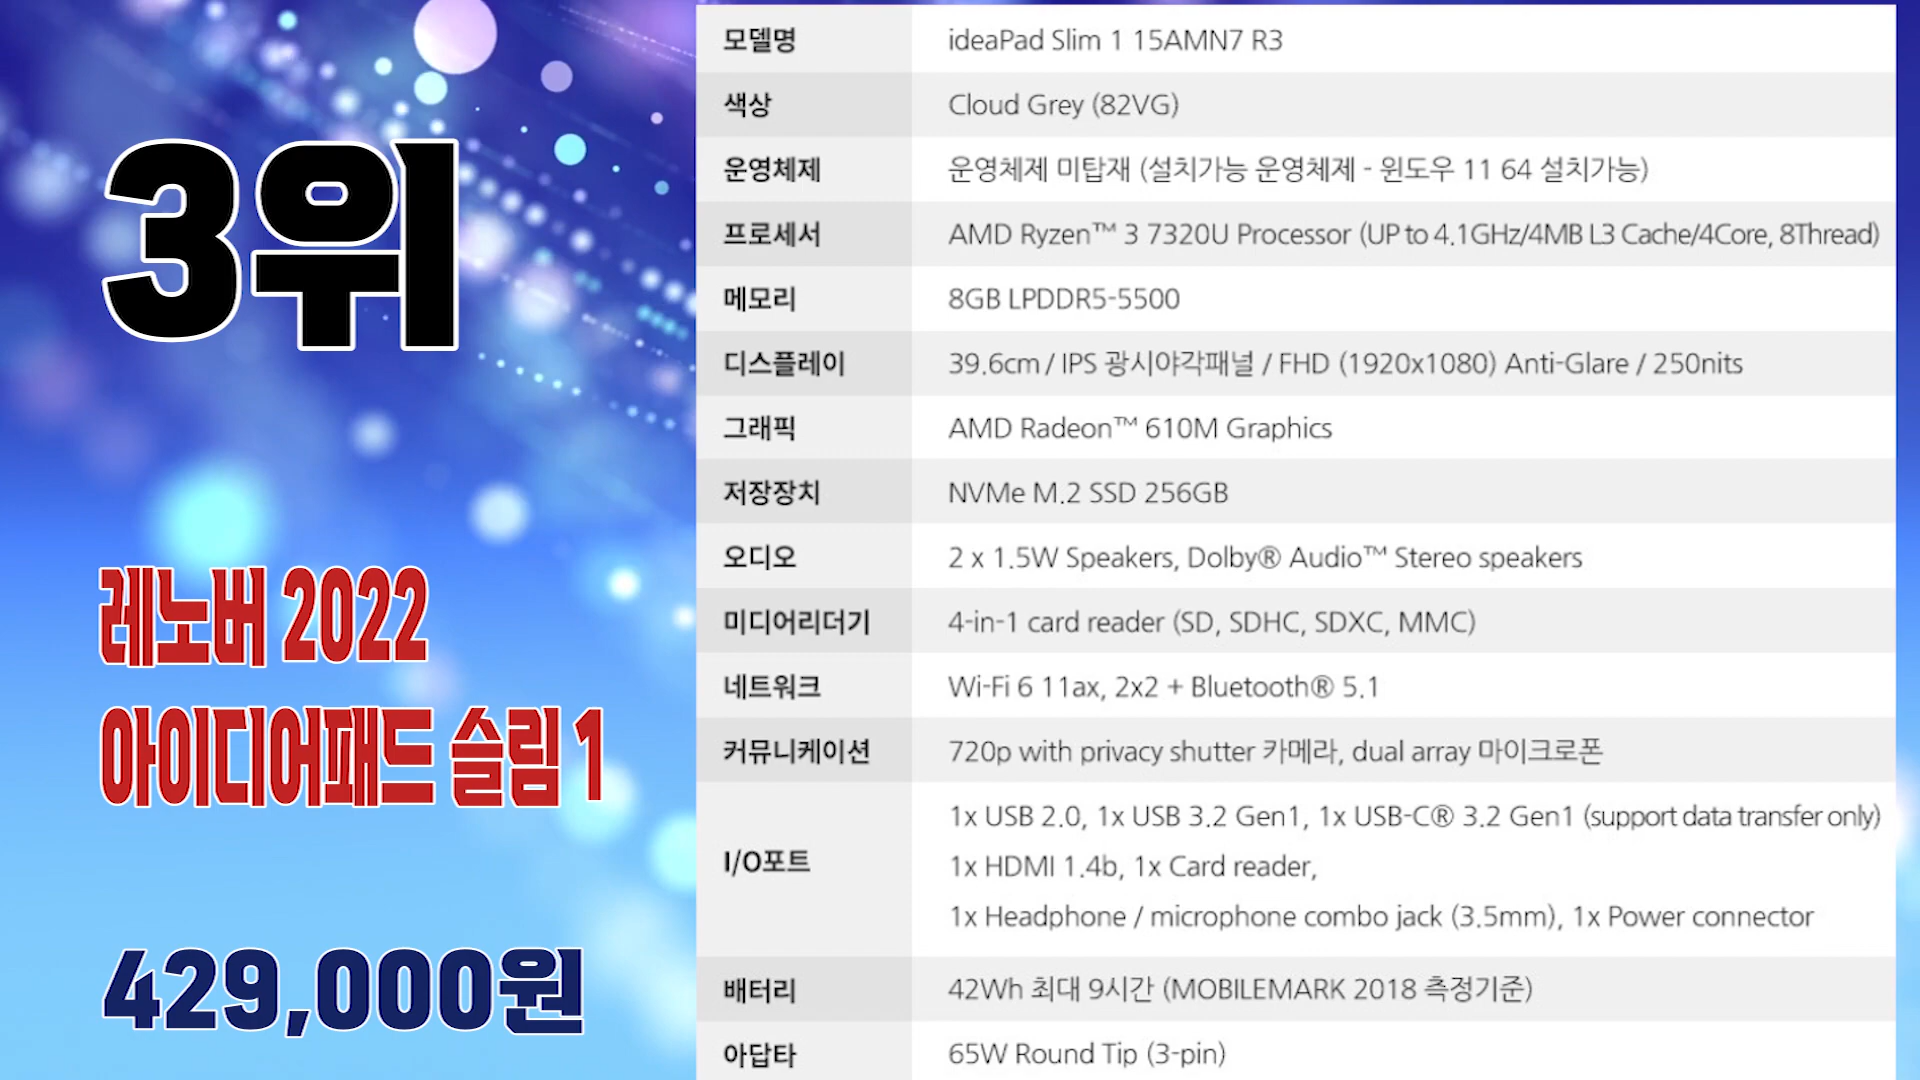 3위
레노버 2022
아이디어패드 슬림 1
429,000원
모델명 ideaPad Slim 1 15AMN7 R3
색상 Cloud Grey (82VG)
운영체제 운영체제 미탑재 (설치가능 운영체제 - 윈도우 11 64 설치가능)
프로세서 AMD Ryzen™ 3 7320U Processor (UP to 4.1GHz/4MB L3 Cache/4Core, 8Thread)
메모리 8GB LPDDR5-5500
디스플레이 39.6cm / IPS 광시야각패널 / FHD (1920x1080) Anti-Glare / 250nits
그래픽 AMD Radeon™ 610M Graphics
저장장치 NVMe M.2 SSD 256GB
오디오 2 x 1.5W Speakers, Dolby® Audio™ Stereo speakers
미디어리더기 4-in-1 card reader (SD, SDHC, SDXC, MMC)
네트워크 Wi-Fi 6 11ax, 2x2 + Bluetooth® 5.1
커뮤니케이션 720p with privacy shutter 카메라, dual array 마이크로폰
I/O포트 1x USB 2.0, 1x USB 3.2 Gen1, 1x USB-C® 3.2 Gen1 (support data transfer only)
1x HDMI 1.4b, 1x Card reader,
1x Headphone / microphone combo jack (3.5mm), 1x Power connector
배터리 42Wh 최대 9시간 (MOBILEMARK 2018 측정기준)
아답타 65W Round Tip (3-pin)